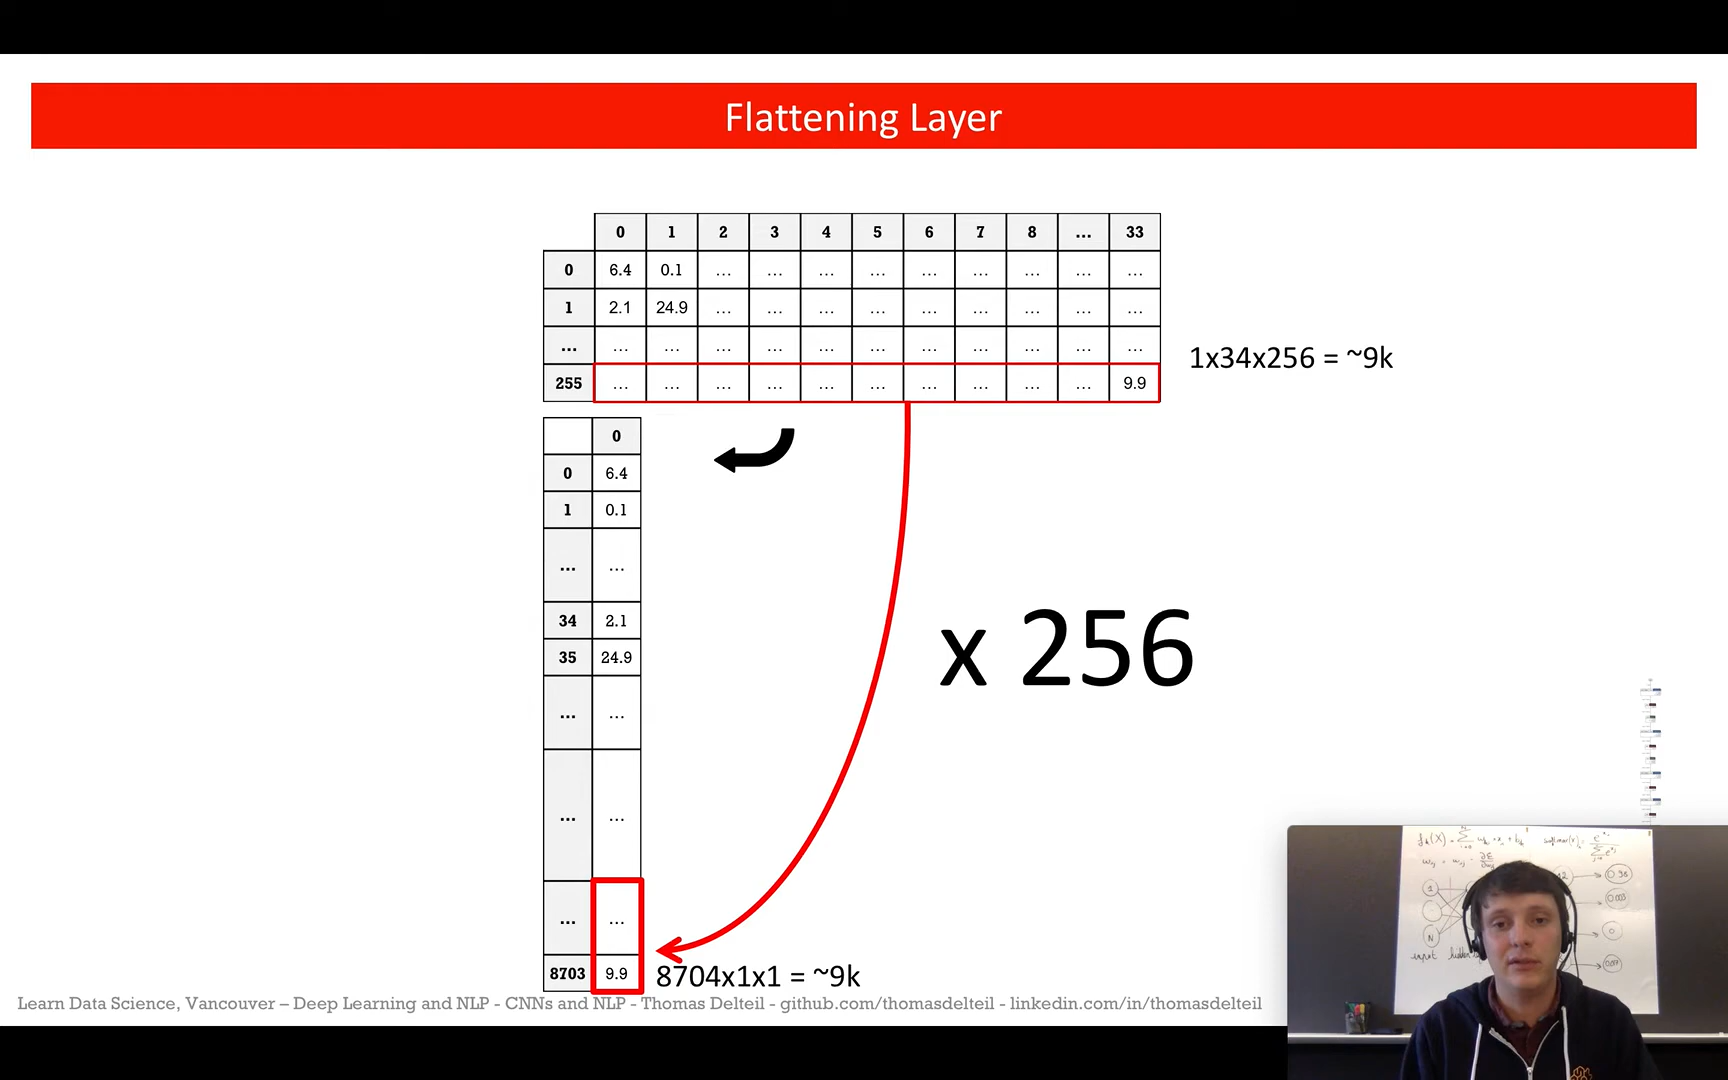 Flattening Layer
0 1 2 3 4 5 6 7 8 ... 33
0 6.4 0.1 ... ... ... ... ... ... ... ... ...
1 2.1 24.9 ... ... ... ... ... ... ... ... ...
... ... ... ... ... ... ... ... ... ... ... ...
255 ... ... ... ... ... ... ... ... ... ... 9.9
1x34x256 = ~9k
0
0 6.4
1 0.1
... ...
34 2.1
35 24.9
... ...
... ...
... ...
8703 9.9
x 256
8704x1x1 = ~9k
Learn Data Science, Vancouver – Deep Learning and NLP - CNNs and NLP - Thomas Delteil - github.com/thomasdelteil - linkedin.com/in/thomasdelteil
input